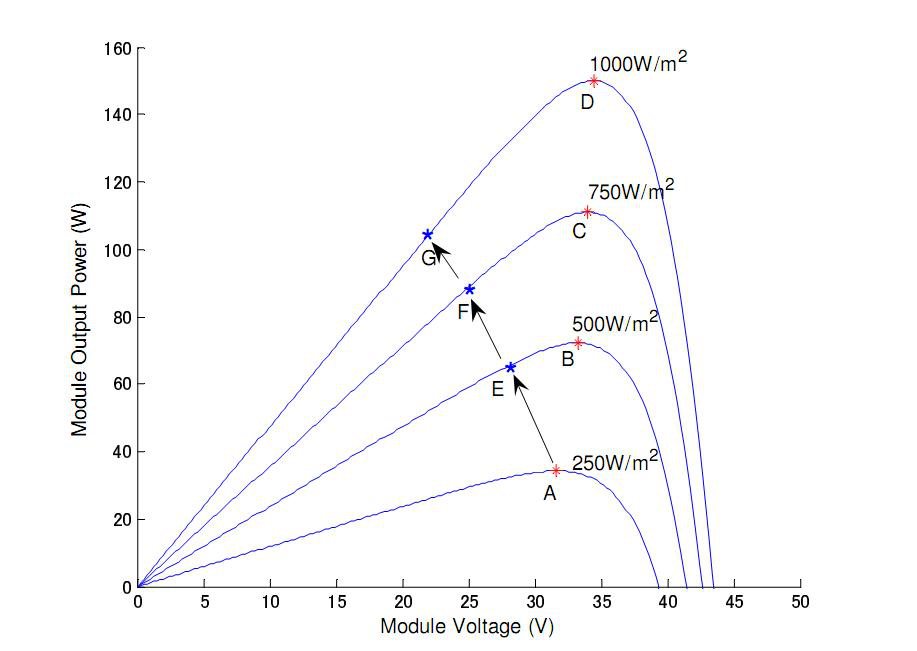 160
1000W/m²
140
D
120
750W/m²
C
100
G
80
F
500W/m²
B
60
E
40
250W/m²
A
20
0
0 5 10 15 20 25 30 35 40 45 50
Module Voltage (V)
Module Output Power (W)